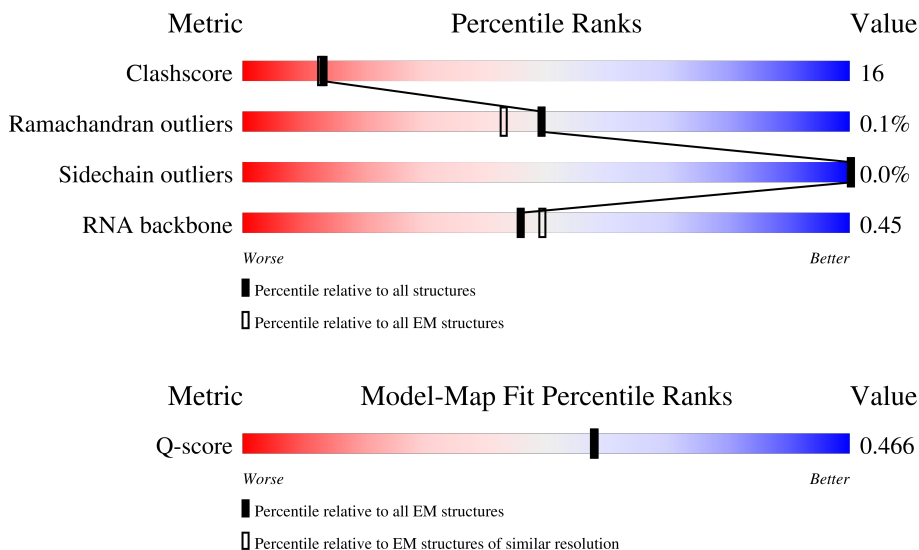 Metric Percentile Ranks Value
Clashscore 16
Ramachandran outliers 0.1%
Sidechain outliers 0.0%
RNA backbone 0.45
Worse Better
Percentile relative to all structures
Percentile relative to all EM structures
Metric Model-Map Fit Percentile Ranks Value
Q-score 0.466
Worse Better
Percentile relative to all EM structures
Percentile relative to EM structures of similar resolution